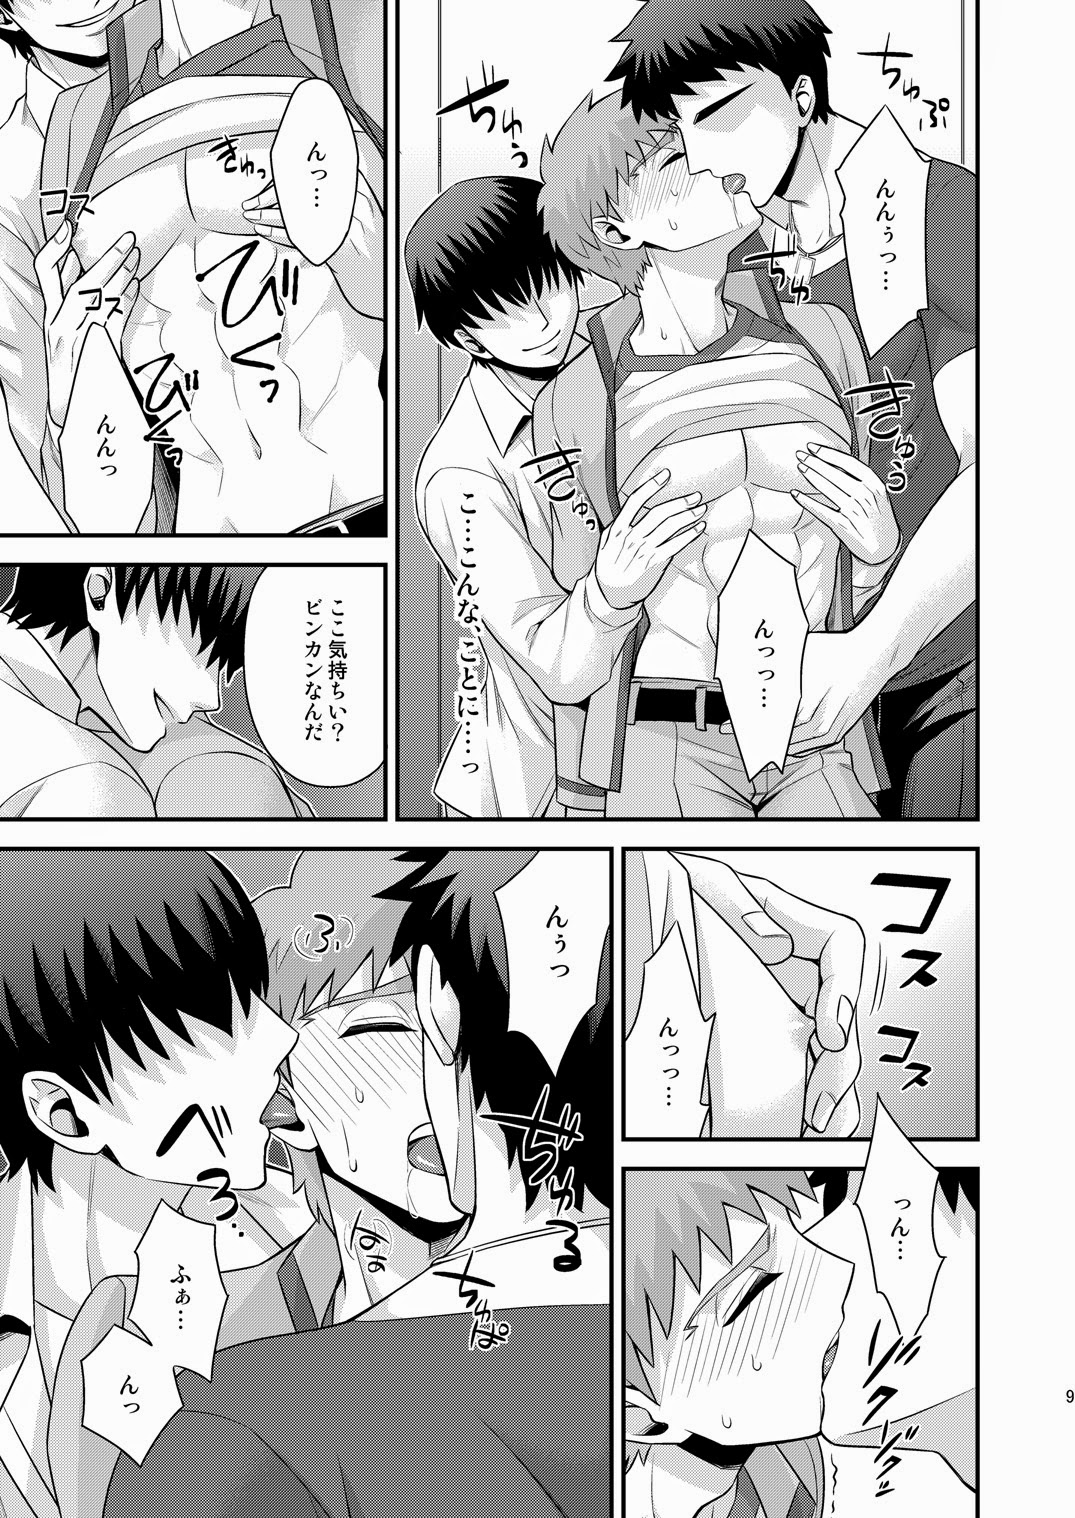 ちゅぷ
ちゅう
んんぅっ…
ちゅ
きゅう
きゅっ
こ…こんな、ことに……っ
んっっ…
んっ…
きゅっ
コス
コス
びくっ
びくっ
んんっ
ここ気持ちい？
ビンカンなんだ
コス
コス
んっっ…
んぅっ
ふ
ぢゅる
べろ
はぁ
ちゅぱ
ふぁ…
んっ
っん…
ゾクゾク
9